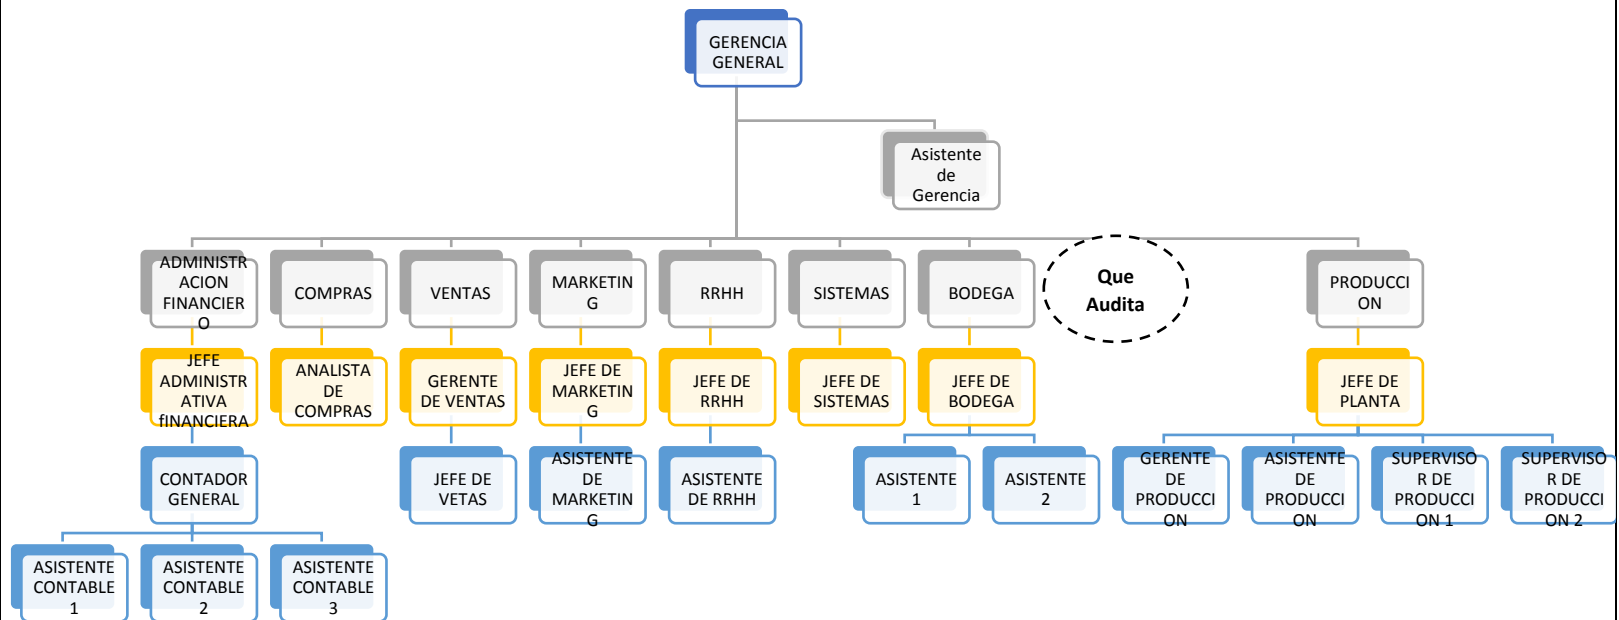 GERENCIA
GENERAL
Asistente
de
Gerencia
ADMINISTR
ACION
FINANCIER
O
COMPRAS
VENTAS
MARKETIN
G
RRHH
SISTEMAS
BODEGA
Que
Audita
PRODUCCI
ON
JEFE
ADMINISTR
ATIVA
fINANCIERA
ANALISTA
DE
COMPRAS
GERENTE
DE VENTAS
JEFE DE
MARKETIN
G
JEFE DE
RRHH
JEFE DE
SISTEMAS
JEFE DE
BODEGA
JEFE DE
PLANTA
CONTADOR
GENERAL
JEFE DE
VETAS
ASISTENTE
DE
MARKETIN
G
ASISTENTE
DE RRHH
ASISTENTE
1
ASISTENTE
2
GERENTE
DE
PRODUCCI
ON
ASISTENTE
DE
PRODUCCI
ON
SUPERVISO
R DE
PRODUCCI
ON 1
SUPERVISO
R DE
PRODUCCI
ON 2
ASISTENTE
CONTABLE
1
ASISTENTE
CONTABLE
2
ASISTENTE
CONTABLE
3